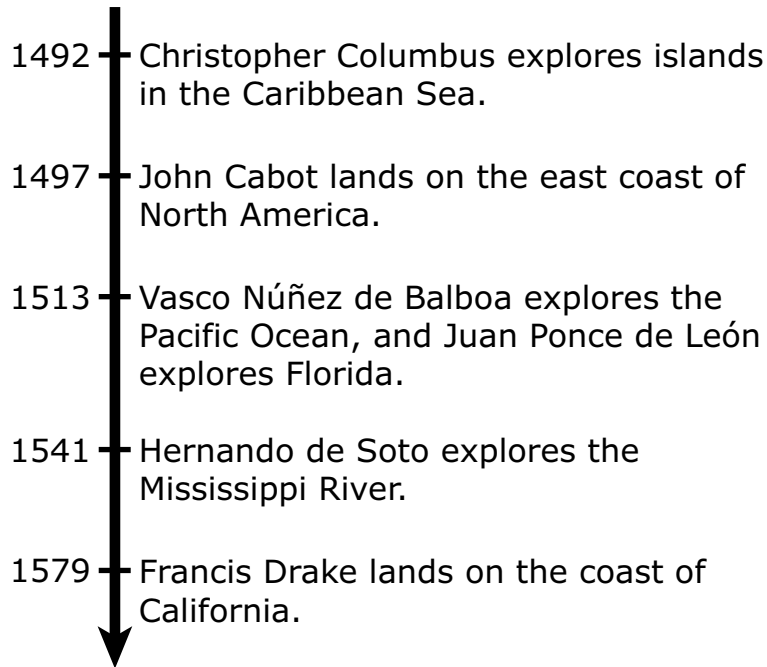 1492 Christopher Columbus explores islands
in the Caribbean Sea.
1497 John Cabot lands on the east coast of
North America.
1513 Vasco Núñez de Balboa explores the
Pacific Ocean, and Juan Ponce de León
explores Florida.
1541 Hernando de Soto explores the
Mississippi River.
1579 Francis Drake lands on the coast of
California.